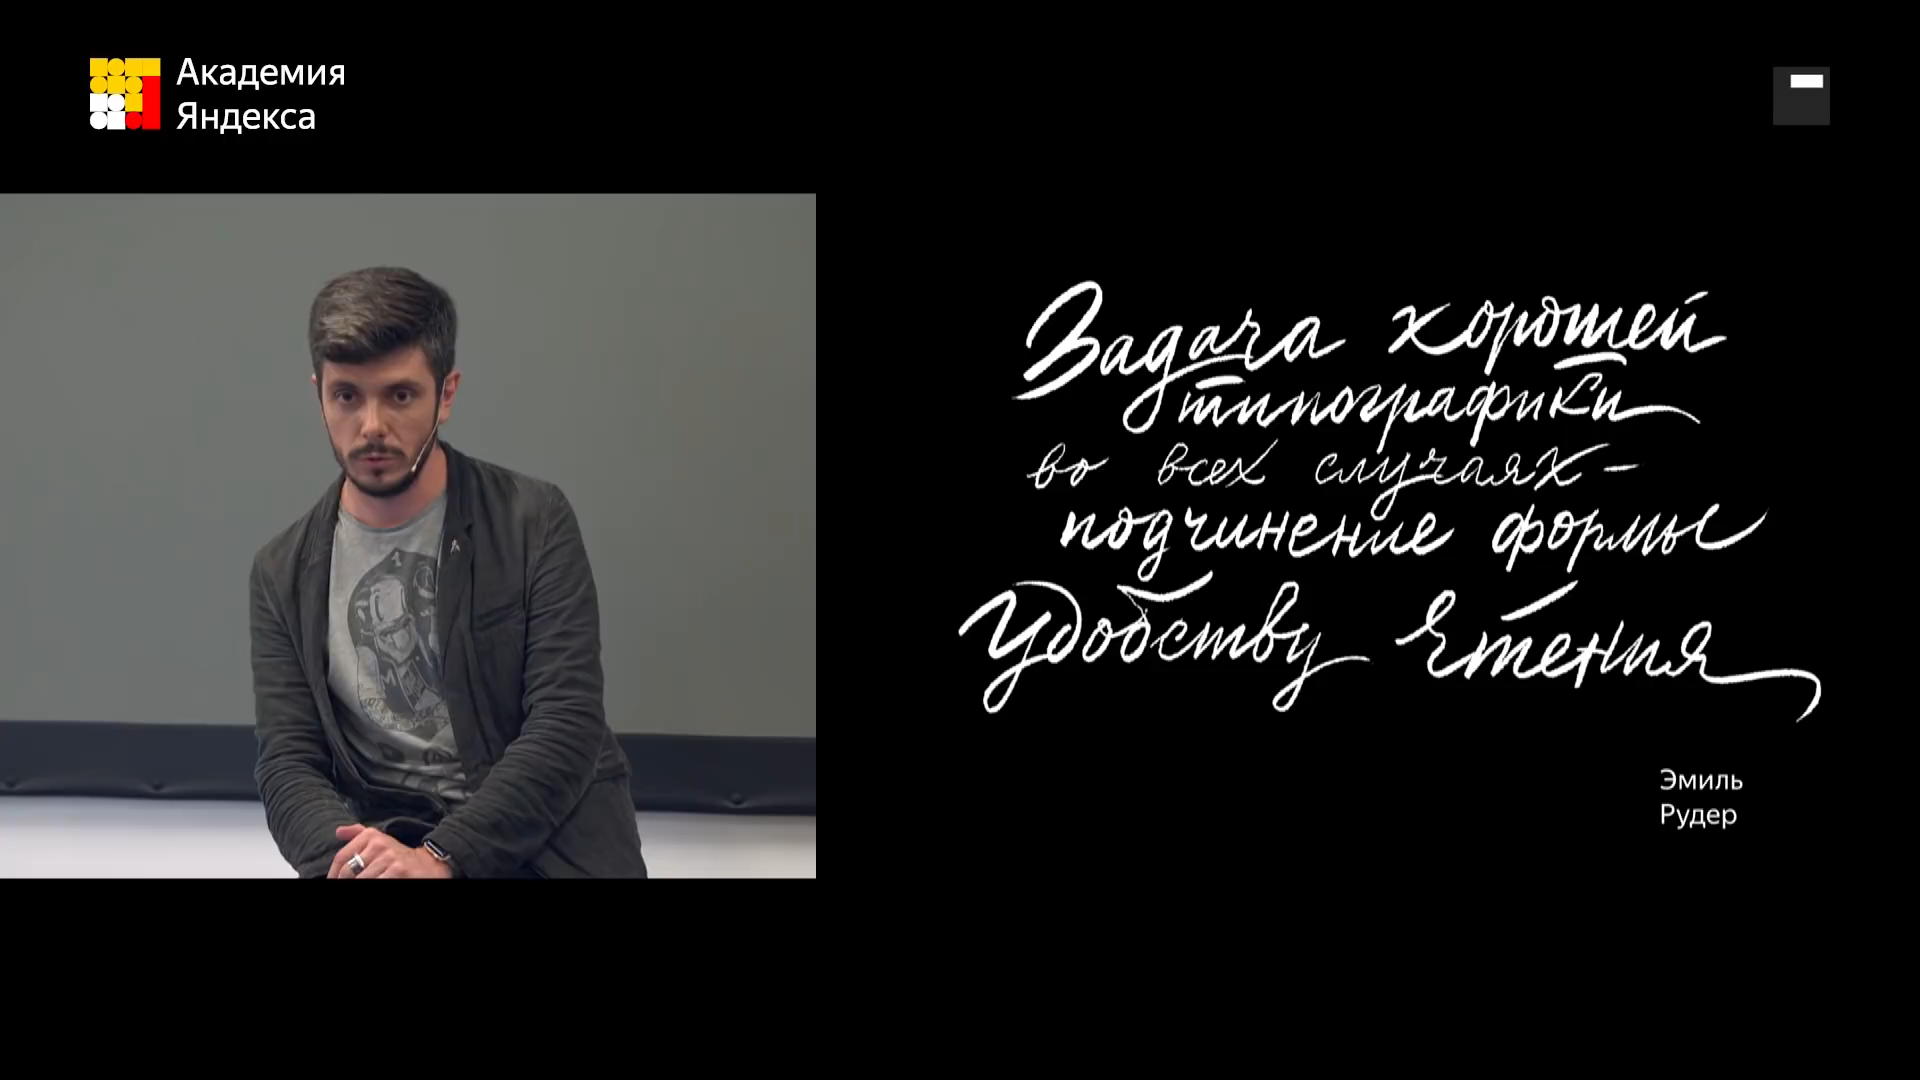 Академия
Яндекса
Задача хорошей
типографики
во всех случаях –
подчинение формы
Удобству Чтения
Эмиль
Рудер